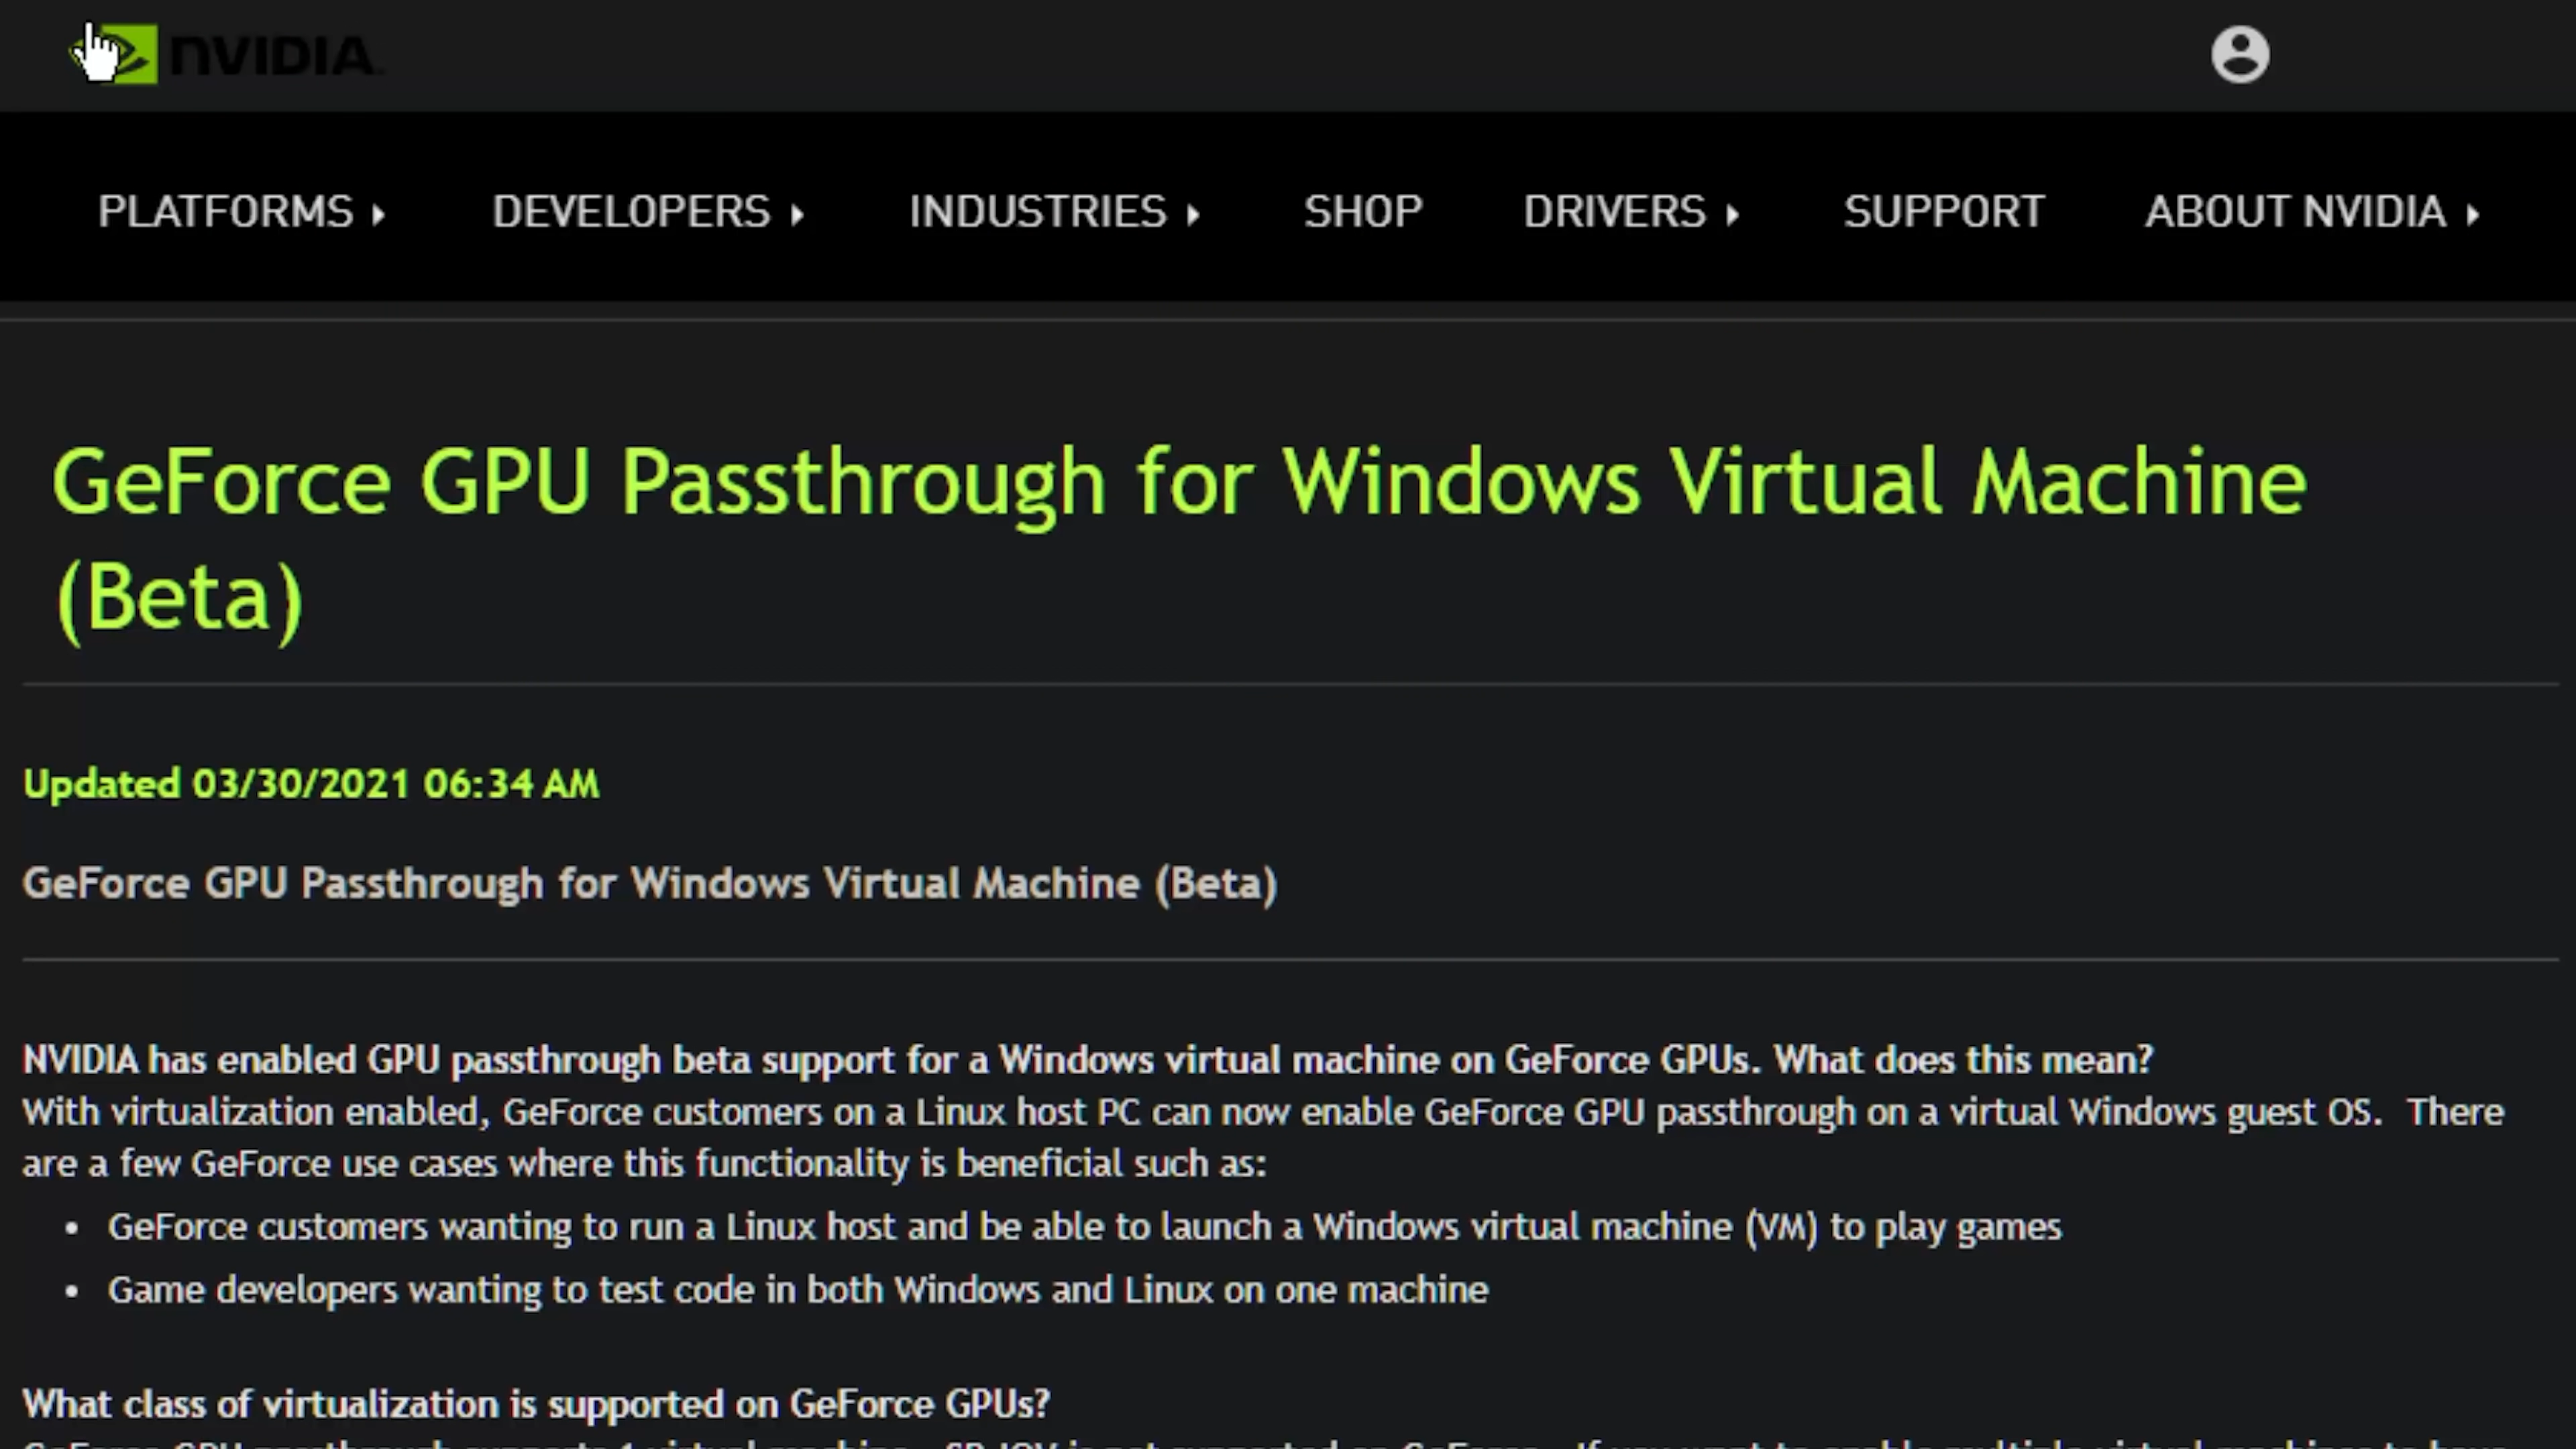 NVIDIA.
PLATFORMS DEVELOPERS INDUSTRIES SHOP DRIVERS SUPPORT ABOUT NVIDIA
GeForce GPU Passthrough for Windows Virtual Machine
(Beta)
Updated 03/30/2021 06:34 AM
GeForce GPU Passthrough for Windows Virtual Machine (Beta)
NVIDIA has enabled GPU passthrough beta support for a Windows virtual machine on GeForce GPUs. What does this mean?
With virtualization enabled, GeForce customers on a Linux host PC can now enable GeForce GPU passthrough on a virtual Windows guest OS. There
are a few GeForce use cases where this functionality is beneficial such as:
• GeForce customers wanting to run a Linux host and be able to launch a Windows virtual machine (VM) to play games
• Game developers wanting to test code in both Windows and Linux on one machine
What class of virtualization is supported on GeForce GPUs?